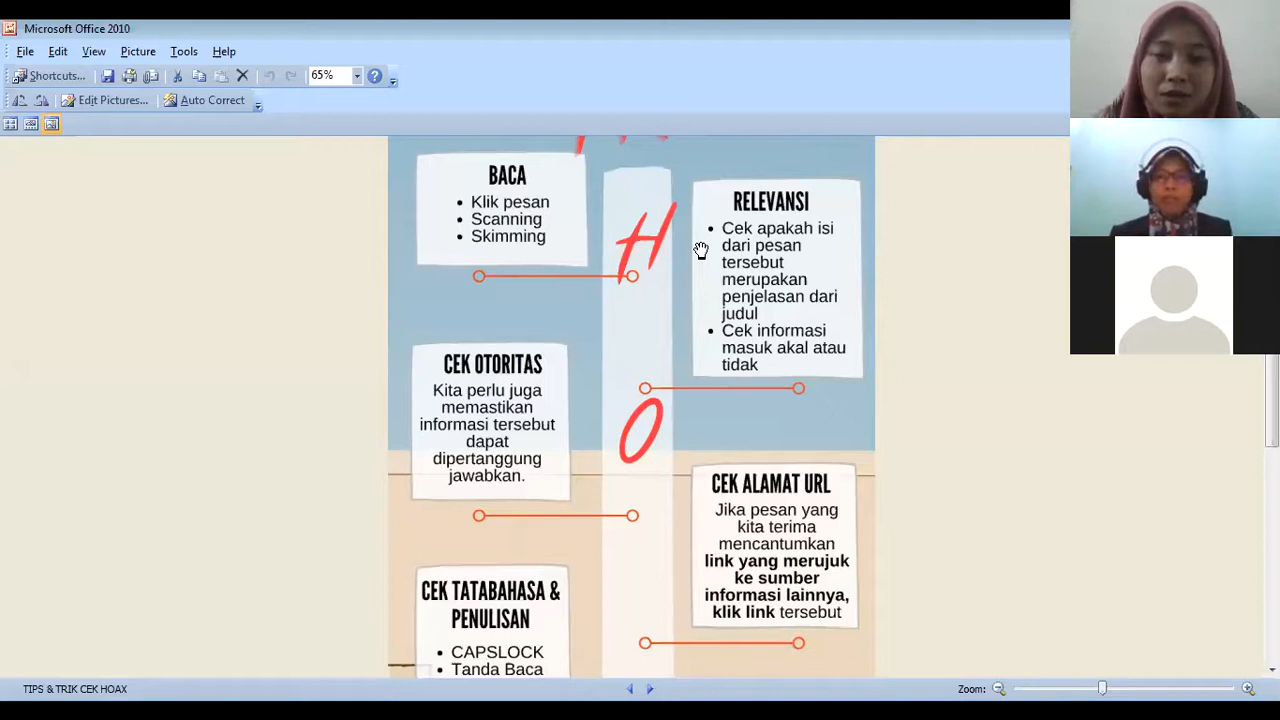 Microsoft Office 2010
File Edit View Picture Tools Help
Shortcuts... 65%
Edit Pictures... Auto Correct
BACA
• Klik pesan
• Scanning
• Skimming
H
RELEVANSI
• Cek apakah isi
dari pesan
tersebut
merupakan
penjelasan dari
judul
• Cek informasi
masuk akal atau
tidak
CEK OTORITAS
Kita perlu juga
memastikan
informasi tersebut
dapat
dipertanggung
jawabkan.
O
CEK ALAMAT URL
Jika pesan yang
kita terima
mencantumkan
link yang merujuk
ke sumber
informasi lainnya,
klik link tersebut
CEK TATABAHASA &
PENULISAN
• CAPSLOCK
• Tanda Baca
TIPS & TRIK CEK HOAX
Zoom: